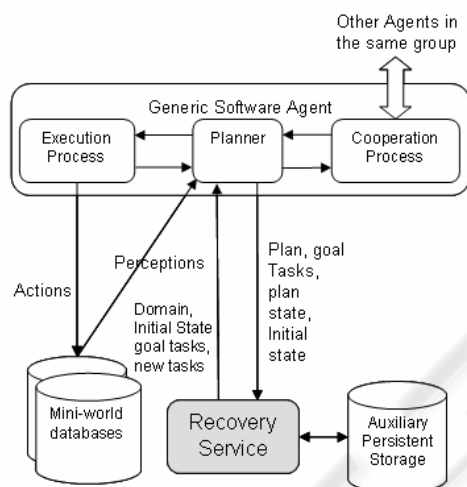 Other Agents in
the same group
Generic Software Agent
Execution
Process
Planner
Cooperation
Process
Actions
Perceptions
Domain,
Initial State
goal tasks,
new tasks
Plan, goal
Tasks,
plan
state,
Initial
state
Mini-world
databases
Recovery
Service
Auxiliary
Persistent
Storage